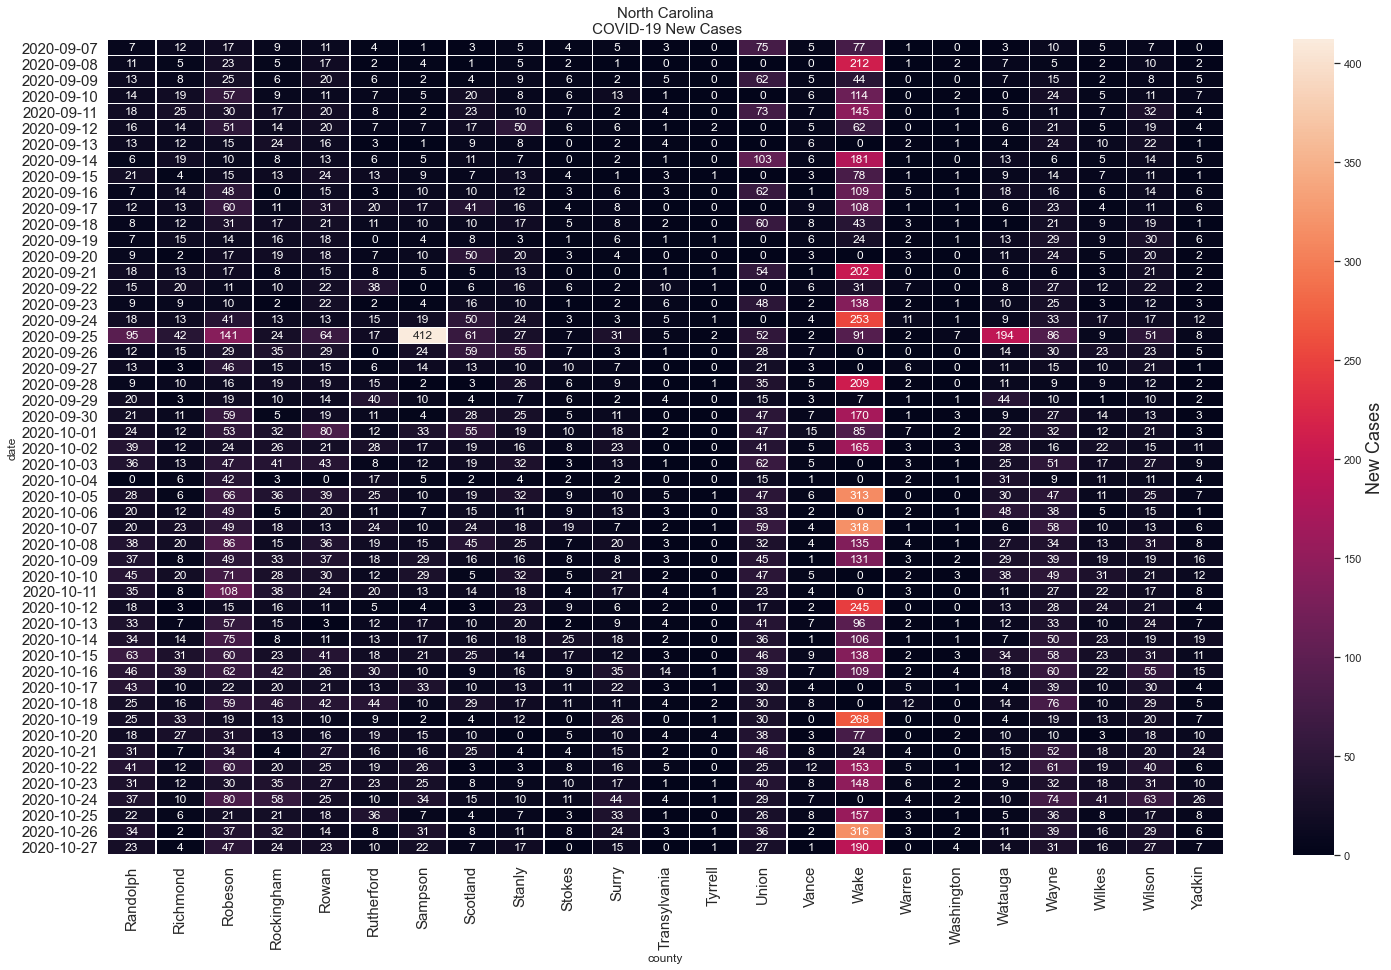 North Carolina
COVID-19 New Cases
2020-09-07 7 12 17 9 11 4 1 3 5 4 5 3 0 75 5 77 1 0 3 10 5 7 0
2020-09-08 11 5 23 5 17 2 4 1 5 2 1 0 0 0 0 212 1 2 7 5 2 10 2
2020-09-09 13 8 25 6 20 6 2 4 9 6 2 5 0 62 5 44 0 0 7 15 2 8 5
2020-09-10 14 19 57 9 11 7 5 20 8 6 13 1 0 0 6 114 0 2 0 24 5 11 7
2020-09-11 18 25 30 17 20 8 2 23 10 7 2 4 0 73 7 145 0 1 5 11 7 32 4
2020-09-12 16 14 51 14 20 7 7 17 50 6 6 1 2 0 5 62 0 1 6 21 5 19 4
2020-09-13 13 12 15 24 16 3 1 9 8 0 2 4 0 0 6 0 2 1 4 24 10 22 1
2020-09-14 6 19 10 8 13 6 5 11 7 0 2 1 0 103 6 181 1 0 13 6 5 14 5
2020-09-15 21 4 15 13 24 13 9 7 13 4 1 3 1 0 3 78 1 1 9 14 7 11 1
2020-09-16 7 14 48 0 15 3 10 10 12 3 6 3 0 62 1 109 5 1 18 16 6 14 6
2020-09-17 12 13 60 11 31 20 17 41 16 4 8 0 0 0 9 108 1 1 6 23 4 11 6
2020-09-18 8 12 31 17 21 11 10 10 17 5 8 2 0 60 8 43 3 1 1 21 9 19 1
2020-09-19 7 15 14 16 18 0 4 8 3 1 6 1 1 0 6 24 2 1 13 29 9 30 6
2020-09-20 9 2 17 19 18 7 10 50 20 3 4 0 0 0 3 0 3 0 11 24 5 20 2
2020-09-21 18 13 17 8 15 8 5 5 13 0 0 1 1 54 1 202 0 0 6 6 3 21 2
2020-09-22 15 20 11 10 22 38 0 6 16 6 2 10 1 0 6 31 7 0 8 27 12 22 2
2020-09-23 9 9 10 2 22 2 4 16 10 1 2 6 0 48 2 138 2 1 10 25 3 12 3
2020-09-24 18 13 41 13 13 15 19 50 24 3 3 5 1 0 4 253 11 1 9 33 17 17 12
2020-09-25 95 42 141 24 64 17 412 61 27 7 31 5 2 52 2 91 2 7 194 86 9 51 8
2020-09-26 12 15 29 35 29 0 24 59 55 7 3 1 0 28 7 0 0 0 14 30 23 23 5
2020-09-27 13 3 46 15 15 6 14 13 10 10 7 0 0 21 3 0 6 0 11 15 10 21 1
2020-09-28 9 10 16 19 19 15 2 3 26 6 9 0 1 35 5 209 2 0 11 9 9 12 2
2020-09-29 20 3 19 10 14 40 10 4 7 6 2 4 0 15 3 7 1 1 44 5 1 10 2
2020-09-30 21 11 59 5 19 11 4 28 25 5 11 0 0 47 7 170 1 3 9 27 14 13 3
2020-10-01 24 12 53 32 80 12 33 55 19 10 18 2 0 47 15 85 7 2 22 32 12 21 3
2020-10-02 39 12 24 26 21 28 17 19 16 8 23 0 0 41 5 165 3 3 28 16 22 15 11
2020-10-03 36 13 47 41 43 8 12 19 32 3 13 1 0 62 5 0 3 1 25 51 17 27 9
2020-10-04 0 6 42 3 0 17 5 2 4 2 2 0 0 15 1 0 2 1 31 9 11 11 4
2020-10-05 28 6 66 36 39 25 10 19 32 9 10 5 1 47 6 313 0 0 30 47 11 25 7
2020-10-06 20 12 49 5 20 11 7 15 11 9 13 3 0 33 2 0 2 1 48 38 5 15 1
2020-10-07 20 23 49 18 13 24 10 24 18 19 7 2 1 59 4 318 1 1 6 58 10 13 6
2020-10-08 38 20 86 15 36 19 15 45 25 7 20 3 0 32 4 135 4 1 27 34 13 31 8
2020-10-09 37 8 49 33 37 18 29 16 16 8 8 3 0 45 1 131 3 2 29 39 19 19 16
2020-10-10 45 20 71 28 30 12 29 5 32 5 21 2 0 47 5 0 2 3 38 49 31 21 12
2020-10-11 35 8 108 38 24 20 13 14 18 4 17 4 1 23 4 0 3 0 11 27 22 17 8
2020-10-12 18 3 15 16 11 5 4 3 23 9 6 2 0 17 2 245 0 0 13 28 24 21 4
2020-10-13 33 7 57 15 3 12 17 10 20 2 9 4 0 41 7 96 2 1 12 33 10 24 7
2020-10-14 34 14 75 8 11 13 17 16 18 25 18 2 0 36 1 106 1 1 7 50 23 19 19
2020-10-15 63 31 60 23 41 18 21 25 14 17 12 3 0 46 9 138 2 3 34 58 23 31 11
2020-10-16 46 39 62 42 26 30 10 9 16 9 35 14 1 39 7 109 2 4 18 60 22 55 15
2020-10-17 43 10 22 20 21 13 33 10 13 11 22 3 1 30 4 0 5 1 4 39 10 30 4
2020-10-18 25 16 59 46 42 44 10 29 17 11 11 4 2 30 8 0 12 0 14 76 10 29 5
2020-10-19 25 33 19 13 10 9 2 4 12 0 26 0 1 30 0 268 0 0 4 19 13 20 7
2020-10-20 18 27 31 13 16 19 15 10 0 5 10 4 4 38 3 77 0 2 10 10 3 18 10
2020-10-21 31 7 34 4 27 16 16 25 4 4 15 2 0 46 8 24 4 0 15 52 18 20 24
2020-10-22 41 12 60 20 25 19 26 3 3 8 16 5 0 25 12 153 5 1 12 61 19 40 6
2020-10-23 31 12 30 35 27 23 25 8 9 10 17 1 1 40 8 148 6 2 9 32 18 31 10
2020-10-24 37 10 80 58 25 10 34 15 10 11 44 4 1 29 7 0 4 2 10 74 41 63 26
2020-10-25 22 6 21 21 18 36 7 4 7 3 33 1 0 26 8 157 3 1 5 36 8 17 8
2020-10-26 34 2 37 32 14 8 31 8 11 8 24 3 1 36 2 316 3 2 11 39 16 29 6
2020-10-27 23 4 47 24 23 10 22 7 17 0 15 0 1 27 1 190 0 4 14 31 16 27 7
date
Randolph Richmond Robeson Rockingham Rowan Rutherford Sampson Scotland Stanly Stokes Surry Transylvania Tyrrell Union Vance Wake Warren Washington Watauga Wayne Wilkes Wilson Yadkin
county
400
350
300
250
200
150
100
50
0
New Cases